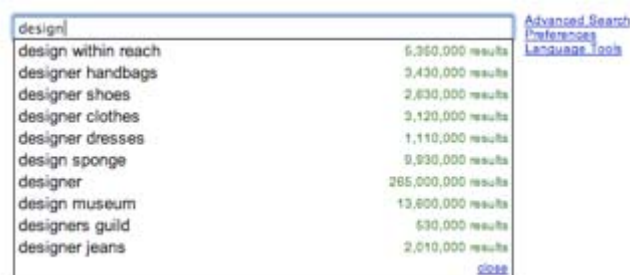 design
Advanced Search
Preferences
Language Tools
design within reach 5,350,000 results
designer handbags 3,430,000 results
designer shoes 2,630,000 results
designer clothes 3,120,000 results
designer dresses 1,110,000 results
design sponge 9,930,000 results
designer 265,000,000 results
design museum 13,600,000 results
designers guild 530,000 results
designer jeans 2,010,000 results
close